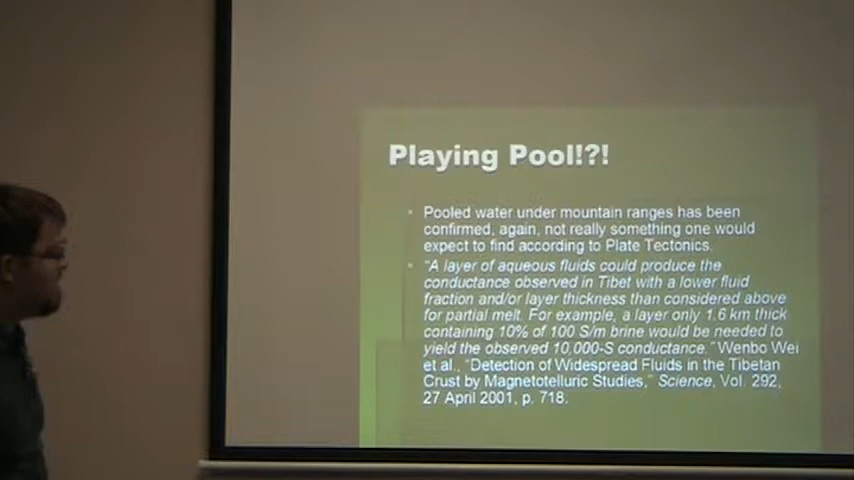 Playing Pool!?!
Pooled water under mountain ranges has been
confirmed, again, not really something one would
expect to find according to Plate Tectonics.
“A layer of aqueous fluids could produce the
conductance observed in Tibet with a lower fluid
fraction and/or layer thickness than considered above
for partial melt. For example, a layer only 1.6 km thick
containing 10% of 100 S/m brine would be needed to
yield the observed 10,000-S conductance.” Wenbo Wei
et al., “Detection of Widespread Fluids in the Tibetan
Crust by Magnetotelluric Studies,” Science, Vol. 292,
27 April 2001, p. 718.